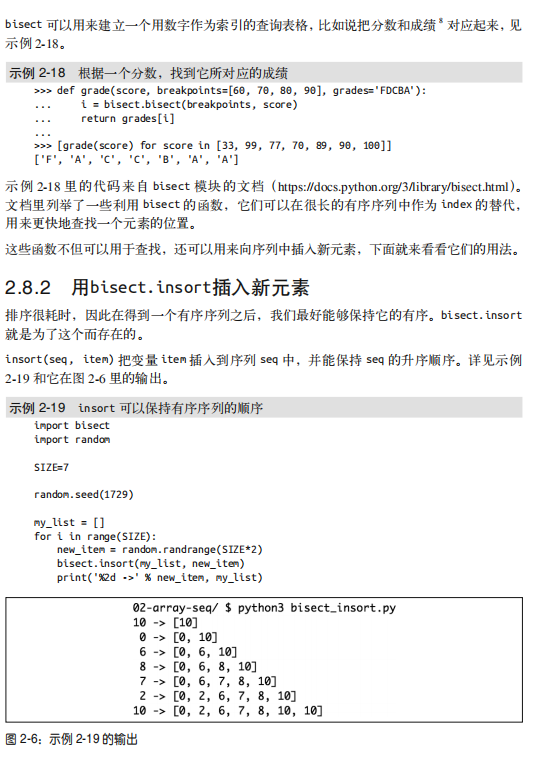 bisect 可以用来建立一个用数字作为索引的查询表格，比如说把分数和成绩8 对应起来，见
示例 2-18。
示例 2-18 根据一个分数，找到它所对应的成绩
>>> def grade(score, breakpoints=[60, 70, 80, 90], grades='FDCBA'):
...     i = bisect.bisect(breakpoints, score)
...     return grades[i]
...
>>> [grade(score) for score in [33, 99, 77, 70, 89, 90, 100]]
['F', 'A', 'C', 'C', 'B', 'A', 'A']
示例 2-18 里的代码来自 bisect 模块的文档（https://docs.python.org/3/library/bisect.html）。
文档里列举了一些利用 bisect 的函数，它们可以在很长的有序序列中作为 index 的替代，
用来更快地查找一个元素的位置。
这些函数不但可以用于查找，还可以用来向序列中插入新元素，下面就来看看它们的用法。
2.8.2 用bisect.insort插入新元素
排序很耗时，因此在得到一个有序序列之后，我们最好能够保持它的有序。bisect.insort
就是为了这个而存在的。
insort(seq, item) 把变量 item 插入到序列 seq 中，并能保持 seq 的升序顺序。详见示例
2-19 和它在图 2-6 里的输出。
示例 2-19 insort 可以保持有序序列的顺序
import bisect
import random
SIZE=7
random.seed(1729)
my_list = []
for i in range(SIZE):
    new_item = random.randrange(SIZE*2)
    bisect.insort(my_list, new_item)
    print('%2d ->' % new_item, my_list)
02-array-seq/ $ python3 bisect_insort.py
10 -> [10]
 0 -> [0, 10]
 6 -> [0, 6, 10]
 8 -> [0, 6, 8, 10]
 7 -> [0, 6, 7, 8, 10]
 2 -> [0, 2, 6, 7, 8, 10]
10 -> [0, 2, 6, 7, 8, 10, 10]
图 2-6：示例 2-19 的输出